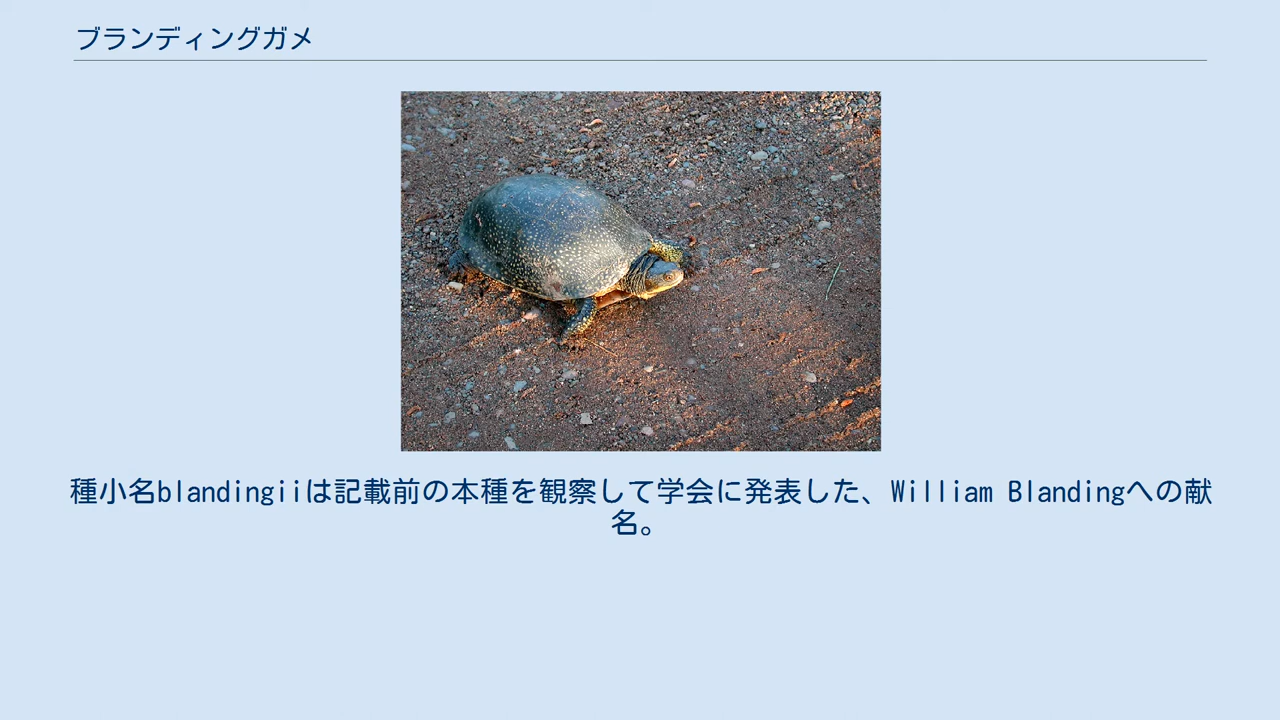 ブランディングガメ
種小名blandingiiは記載前の本種を観察して学会に発表した、William Blandingへの献
名。